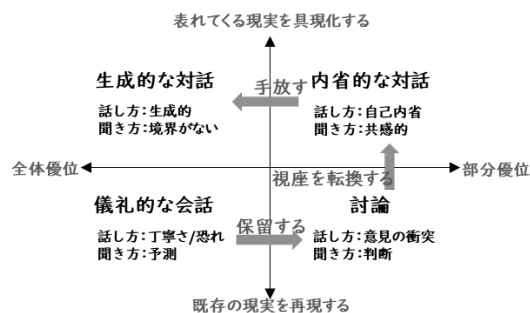 表れてくる現実を具現化する
生成的な対話
話し方：生成的
聞き方：境界がない
手放す
内省的な対話
話し方：自己内省
聞き方：共感的
全体優位
視座を転換する
部分優位
儀礼的な会話
話し方：丁寧さ/恐れ
聞き方：予測
保留する
討論
話し方：意見の衝突
聞き方：判断
既存の現実を再現する